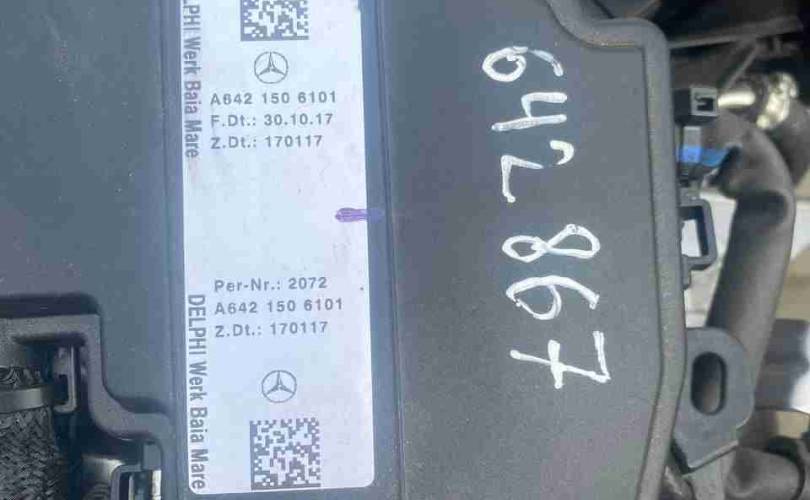 DELPHI Werk Baia Mare
A642 150 6101
F.Dt.: 30.10.17
Z.Dt.: 170117
Per-Nr.: 2072
A642 150 6101
Z.Dt.: 170117
DELPHI Werk Baia Mare
642 867